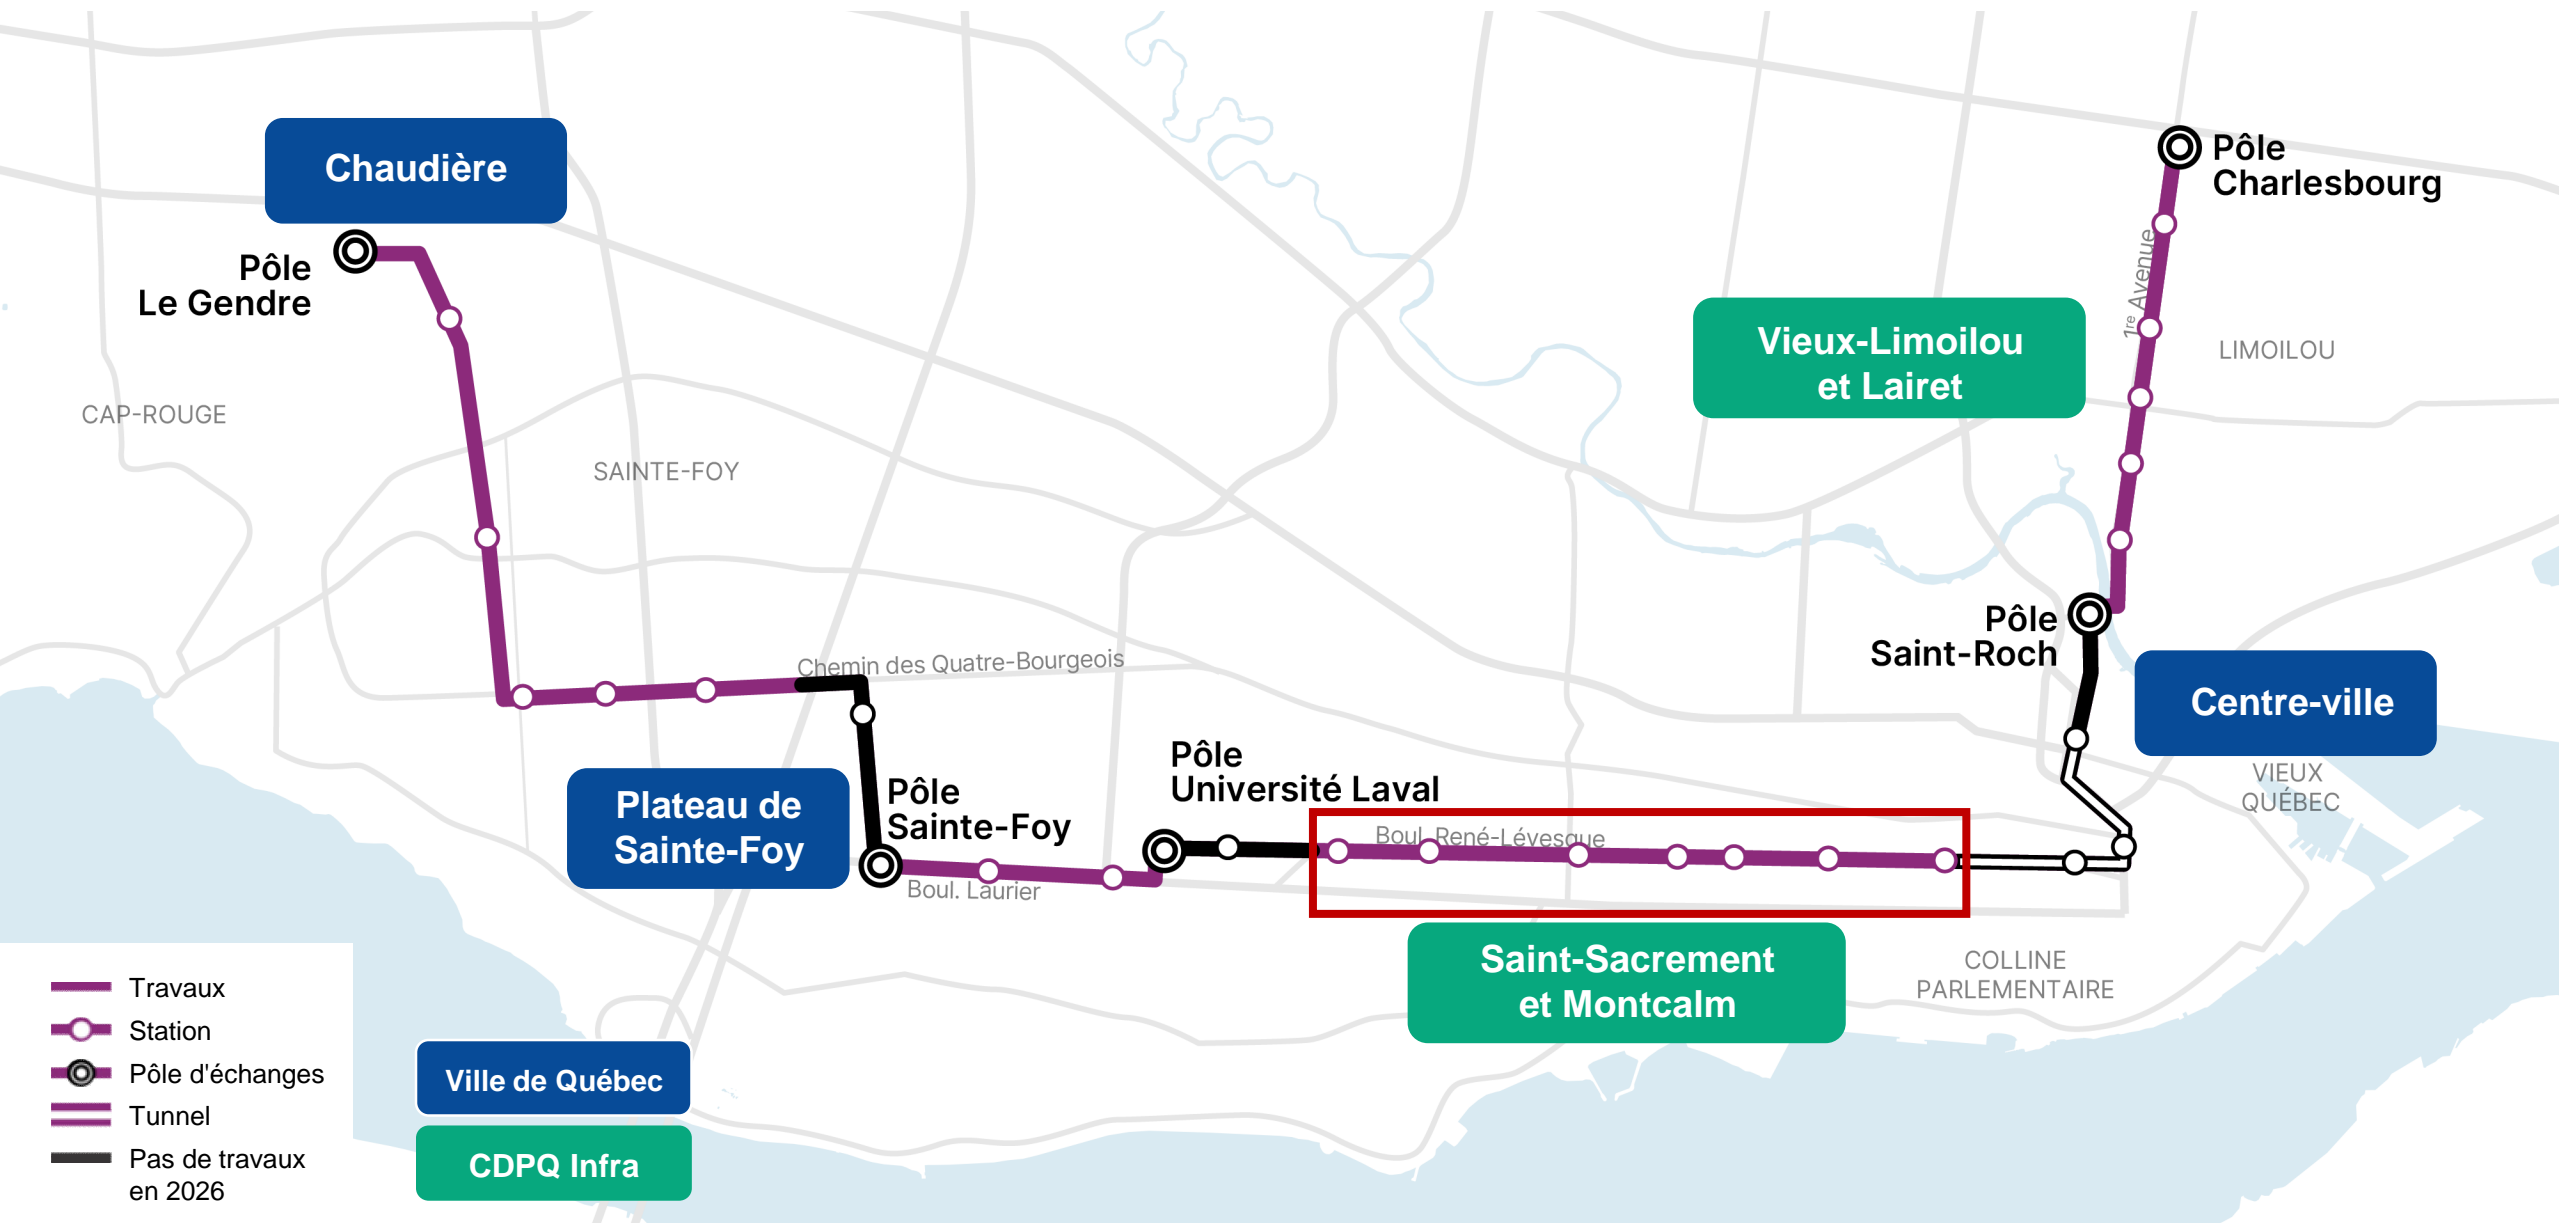 Chaudière
Pôle
Le Gendre
Pôle
Charlesbourg
1re Avenue
Vieux-Limoilou
et Lairet
LIMOILOU
CAP-ROUGE
SAINTE-FOY
Pôle
Saint-Roch
Chemin des Quatre-Bourgeois
Centre-ville
VIEUX
QUÉBEC
Plateau de
Sainte-Foy
Pôle
Sainte-Foy
Pôle
Université Laval
Boul. René-Lévesque
Boul. Laurier
Saint-Sacrement
et Montcalm
COLLINE
PARLEMENTAIRE
Travaux
Station
Pôle d'échanges
Tunnel
Pas de travaux
en 2026
Ville de Québec
CDPQ Infra